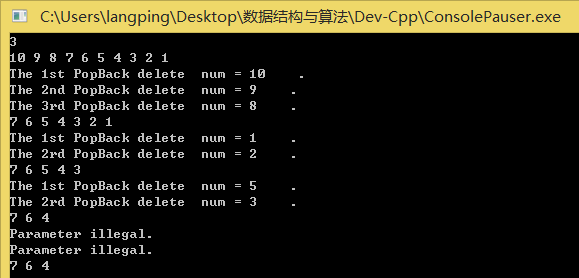 C:\Users\langping\Desktop\数据结构与算法\Dev-Cpp\ConsolePauser.exe
3
10 9 8 7 6 5 4 3 2 1
The 1st PopBack delete  num = 10    .
The 2nd PopBack delete  num = 9    .
The 3rd PopBack delete  num = 8    .
7 6 5 4 3 2 1
The 1st PopBack delete  num = 1    .
The 2rd PopBack delete  num = 2    .
7 6 5 4 3
The 1st PopBack delete  num = 5    .
The 2rd PopBack delete  num = 3    .
7 6 4
Parameter illegal.
Parameter illegal.
7 6 4